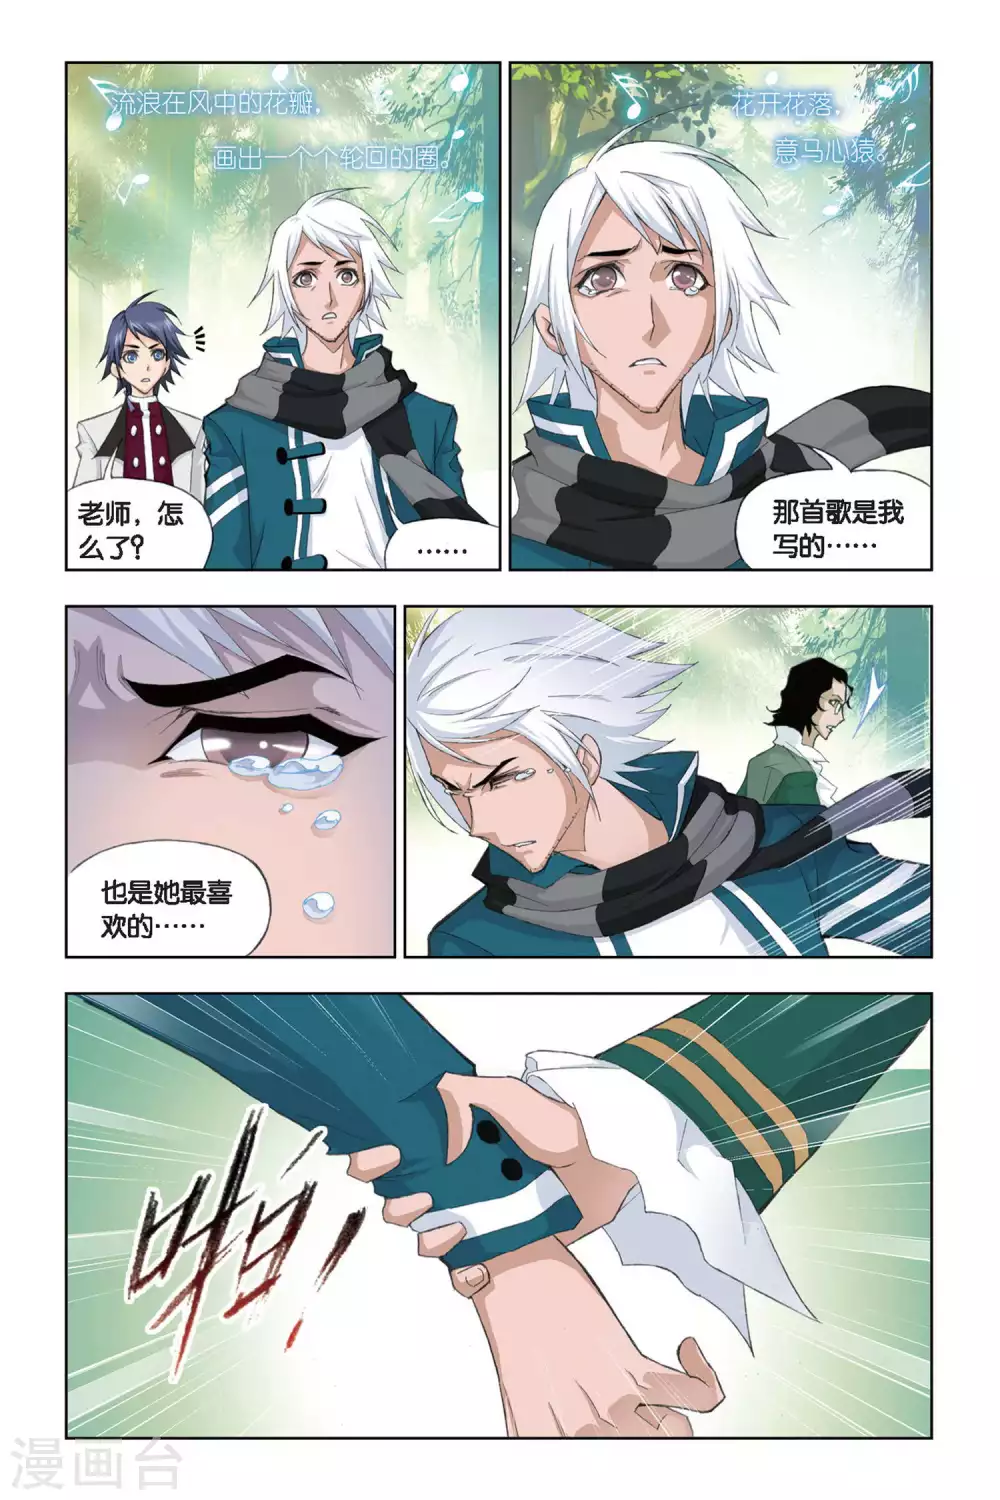 流浪在风中的花瓣，
画出一个个轮回的圈。
老师，怎
么了？
……
花开花落，
意马心猿。
那首歌是我
写的……
也是她最喜
欢的……
啪！
漫画台